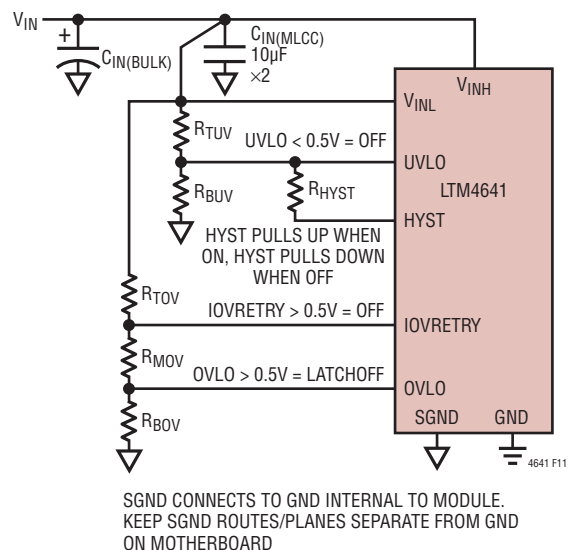 VIN
+
CIN(BULK)
CIN(MLCC)
10µF
×2
VINH
VINL
RTUV
UVLO < 0.5V = OFF
UVLO
RBUV
RHYST
LTM4641
HYST
HYST PULLS UP WHEN
ON, HYST PULLS DOWN
WHEN OFF
RTOV
IOVRETRY > 0.5V = OFF
IOVRETRY
RMOV
OVLO > 0.5V = LATCHOFF
OVLO
RBOV
SGND
GND
4641 F11
SGND CONNECTS TO GND INTERNAL TO MODULE.
KEEP SGND ROUTES/PLANES SEPARATE FROM GND
ON MOTHERBOARD